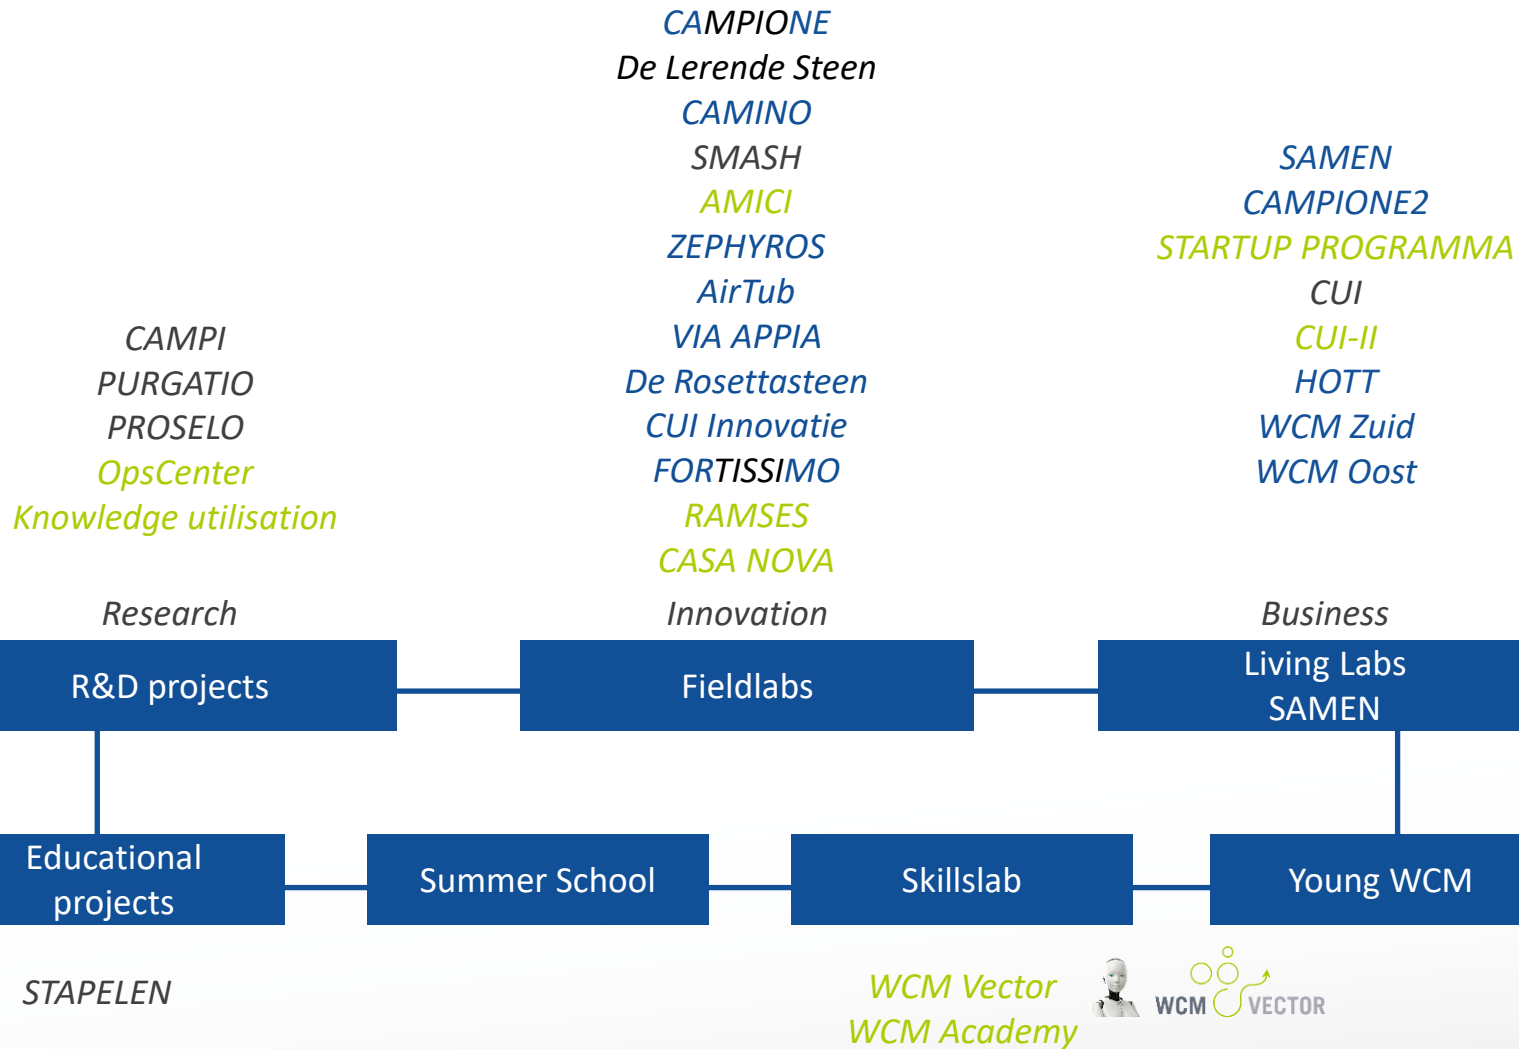 CAMPIONE
De Lerende Steen
CAMINO
SMASH
AMICI
ZEPHYROS
AirTub
VIA APPIA
De Rosettasteen
CUI Innovatie
FORTISSIMO
RAMSES
CASA NOVA
SAMEN
CAMPIONE2
STARTUP PROGRAMMA
CUI
CUI-II
HOTT
WCM Zuid
WCM Oost
CAMPI
PURGATIO
PROSELO
OpsCenter
Knowledge utilisation
Research
Innovation
Business
R&D projects
Fieldlabs
Living Labs
SAMEN
Educational
projects
Summer School
Skillslab
Young WCM
STAPELEN
WCM Vector
WCM Academy
WCM VECTOR